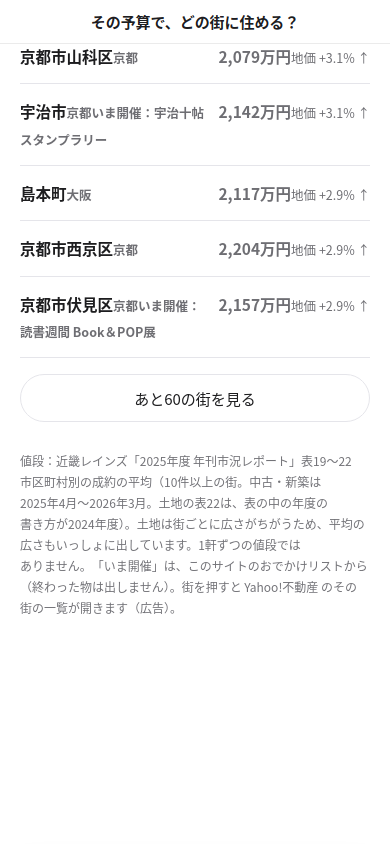 その予算で、どの街に住める？
京都市山科区京都 2,079万円地価 +3.1% ↑
宇治市京都いま開催：宇治十帖 2,142万円地価 +3.1% ↑
スタンプラリー
島本町大阪 2,117万円地価 +2.9% ↑
京都市西京区京都 2,204万円地価 +2.9% ↑
京都市伏見区京都いま開催： 2,157万円地価 +2.9% ↑
読書週間 Book＆POP展
あと60の街を見る
値段：近畿レインズ「2025年度 年刊市況レポート」表19〜22
市区町村別の成約の平均（10件以上の街。中古・新築は
2025年4月〜2026年3月。土地の表22は、表の中の年度の
書き方が2024年度）。土地は街ごとに広さがちがうため、平均の
広さもいっしょに出しています。1軒ずつの値段では
ありません。「いま開催」は、このサイトのおでかけリストから
（終わった物は出しません）。街を押すと Yahoo!不動産 のその
街の一覧が開きます（広告）。